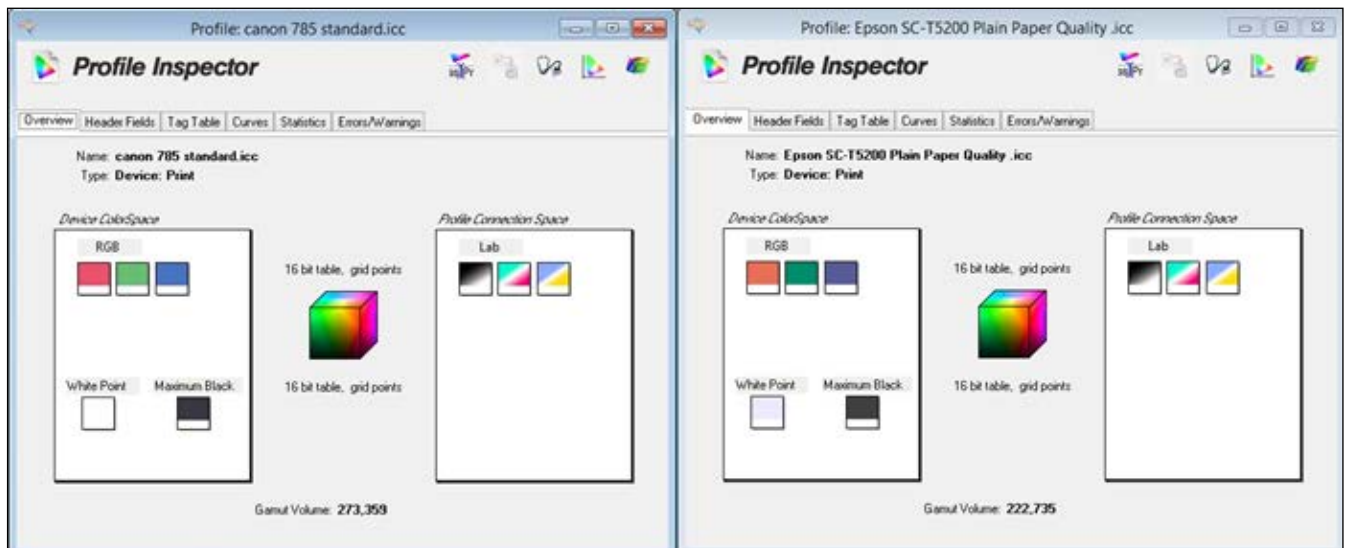 Profile: canon 785 standard.icc
Profile Inspector
Overview Header Fields Tag Table Curves Statistics Errors/Warnings
Name: canon 785 standard.icc
Type: Device: Print
Device ColorSpace
Profile Connection Space
RGB
Lab
16 bit table, grid points
White Point Maximum Black
16 bit table, grid points
Gamut Volume: 273,359
Profile: Epson SC-T5200 Plain Paper Quality .icc
Profile Inspector
Overview Header Fields Tag Table Curves Statistics Errors/Warnings
Name: Epson SC-T5200 Plain Paper Quality .icc
Type: Device: Print
Device ColorSpace
Profile Connection Space
RGB
Lab
16 bit table, grid points
White Point Maximum Black
16 bit table, grid points
Gamut Volume: 222,735